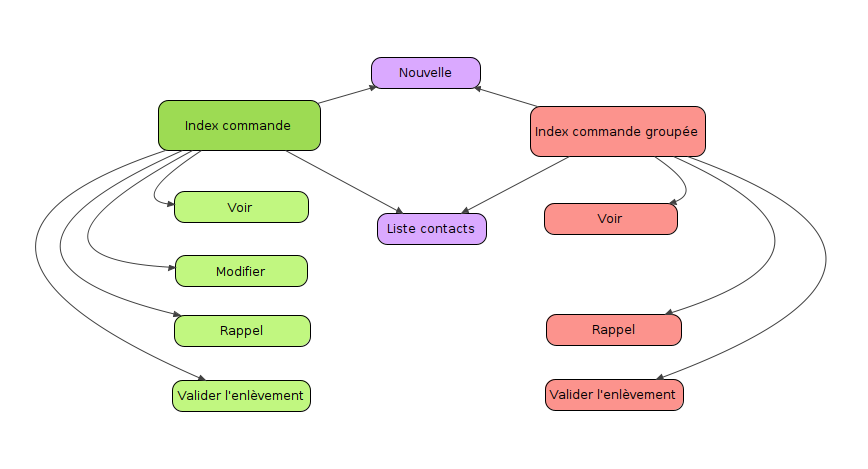 Nouvelle
Index commande
Index commande groupée
Voir
Voir
Liste contacts
Modifier
Rappel
Rappel
Valider l'enlèvement
Valider l'enlèvement